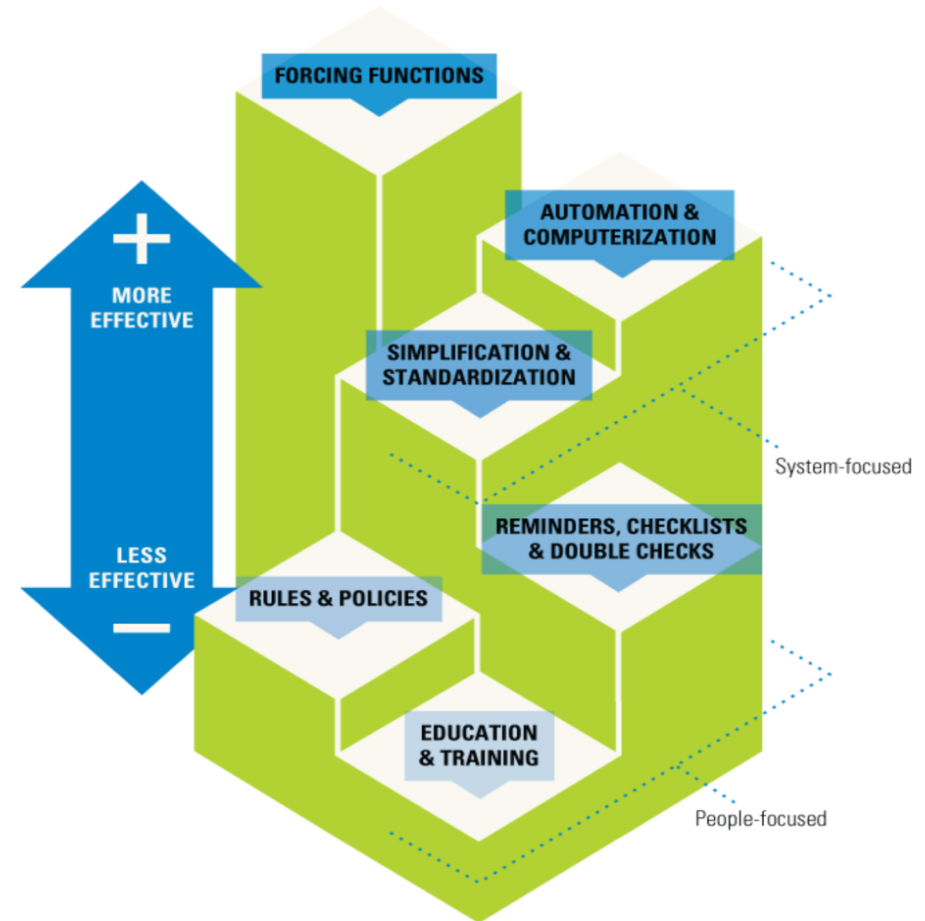 FORCING FUNCTIONS
AUTOMATION &
COMPUTERIZATION
+
MORE
EFFECTIVE
SIMPLIFICATION &
STANDARDIZATION
System-focused
REMINDERS, CHECKLISTS
& DOUBLE CHECKS
LESS
EFFECTIVE
—
RULES & POLICIES
EDUCATION
& TRAINING
People-focused